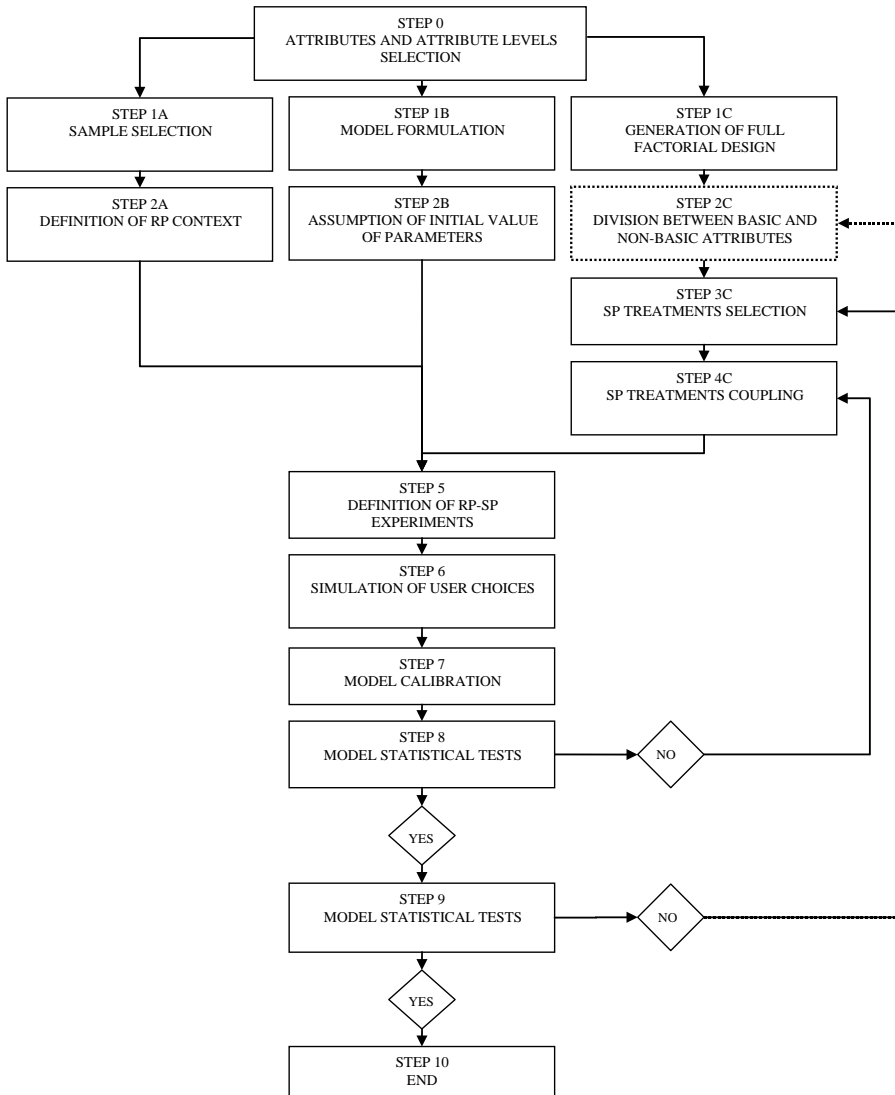 STEP 0
ATTRIBUTES AND ATTRIBUTE LEVELS
SELECTION
STEP 1A
SAMPLE SELECTION
STEP 1B
MODEL FORMULATION
STEP 1C
GENERATION OF FULL
FACTORIAL DESIGN
STEP 2A
DEFINITION OF RP CONTEXT
STEP 2B
ASSUMPTION OF INITIAL VALUE
OF PARAMETERS
STEP 2C
DIVISION BETWEEN BASIC AND
NON-BASIC ATTRIBUTES
STEP 3C
SP TREATMENTS SELECTION
STEP 4C
SP TREATMENTS COUPLING
STEP 5
DEFINITION OF RP-SP
EXPERIMENTS
STEP 6
SIMULATION OF USER CHOICES
STEP 7
MODEL CALIBRATION
STEP 8
MODEL STATISTICAL TESTS
NO
YES
STEP 9
MODEL STATISTICAL TESTS
NO
YES
STEP 10
END